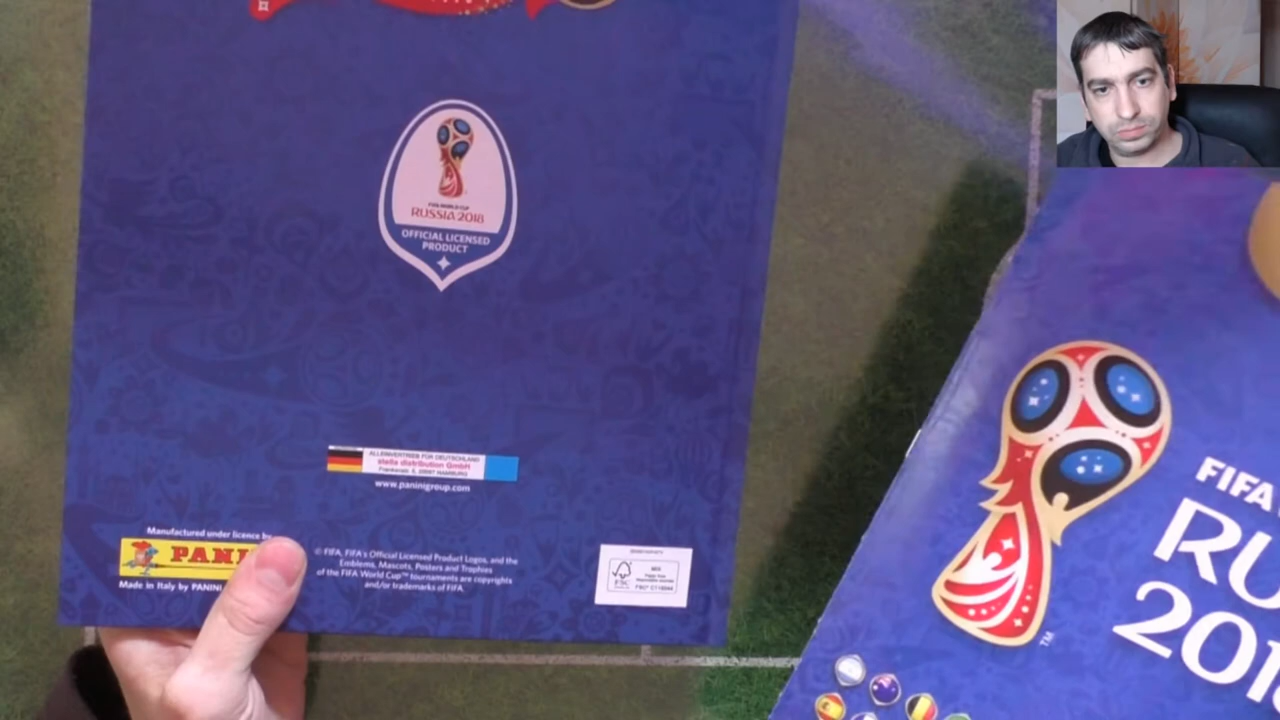 FIFA WORLD CUP
RUSSIA 2018
OFFICIAL LICENSED
PRODUCT
ALLEINVERTRIEB FÜR DEUTSCHLAND
stella distribution GmbH
www.paninigroup.com
Manufactured under licence by
PANI
Made in Italy by PANINI
© FIFA, FIFA's Official Licensed Product Logos, and the
Emblems, Mascots, Posters and Trophies
of the FIFA World Cup™ tournaments are copyrights
and/or trademarks of FIFA.
FSC
MIX
FIFA
RU
201
TM